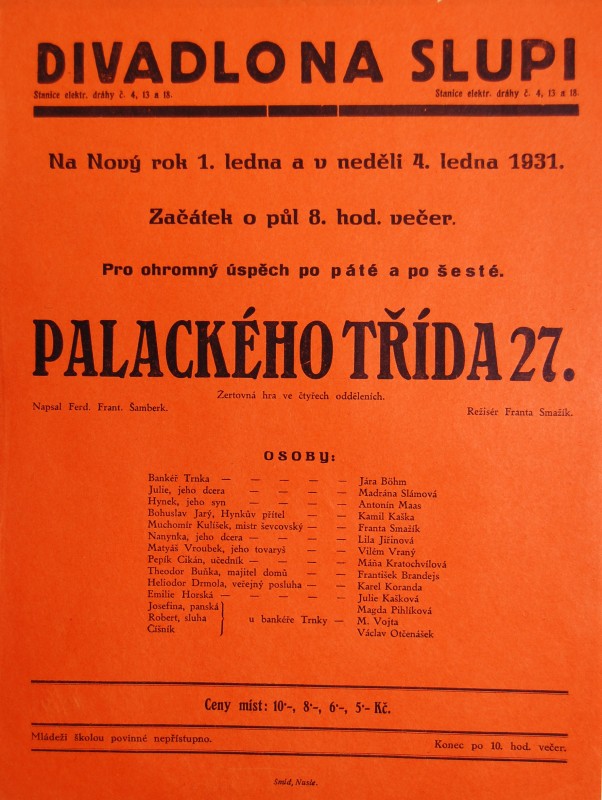 DIVADLO NA SLUPI
Stanice elektr. dráhy č. 4, 13 a 18. Stanice elektr. dráhy č. 4, 13 a 18.
Na Nový rok 1. ledna a v neděli 4. ledna 1931.
Začátek o půl 8. hod. večer.
Pro ohromný úspěch po páté a po šesté.
PALACKÉHO TŘÍDA 27.
Žertovná hra ve čtyřech odděleních.
Napsal Ferd. Frant. Šamberk. Režisér Franta Smažík.
OSOBY:
Bankéř Trnka — — — — — Jára Böhm
Julie, jeho dcera — — — — Madrána Slámová
Hynek, jeho syn — — — — Antonín Maas
Bohuslav Jarý, Hynkův přítel — — Kamil Kaška
Muchomír Kulíšek, mistr ševcovský — — Franta Smažík
Nanynka, jeho dcera — — — — Lila Jiřinová
Matyáš Vroubek, jeho tovaryš — — Vilém Vraný
Pepík Cikán, učedník — — — — Máňa Kratochvílová
Theodor Buňka, majitel domů — — František Brandejs
Heliodor Drmola, veřejný posluha — — Karel Koranda
Emilie Horská — — — — — Julie Kašková
Josefina, panská Magda Pihlíková
Robert, sluha u bankéře Trnky — M. Vojta
Číšník Václav Otčenášek
Ceny míst: 10·–, 8·–, 6·–, 5·– Kč.
Mládeži školou povinné nepřístupno. Konec po 10. hod. večer.
Šmíd, Nusle.